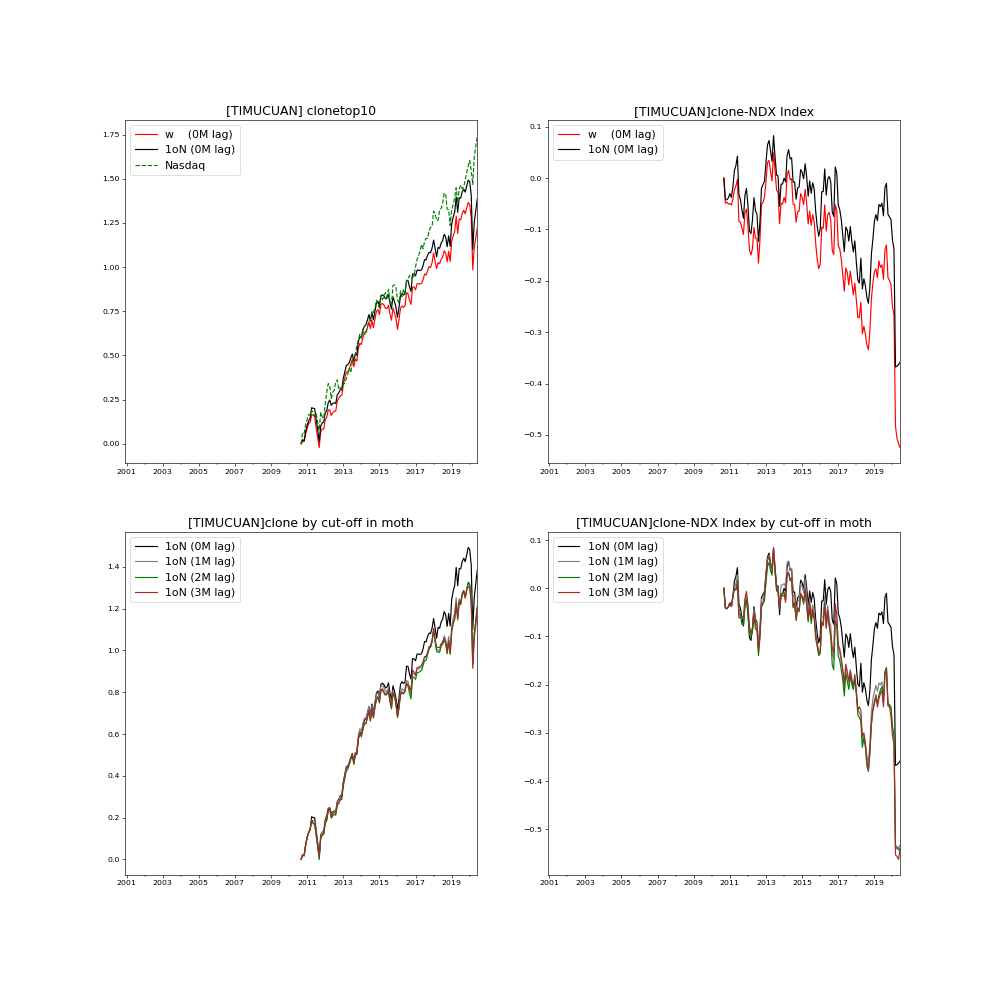 [TIMUCUAN] clonetop10
w    (0M lag)
1oN (0M lag)
Nasdaq
1.75
1.50
1.25
1.00
0.75
0.50
0.25
0.00
2001 2003 2005 2007 2009 2011 2013 2015 2017 2019
[TIMUCUAN]clone-NDX Index
w    (0M lag)
1oN (0M lag)
0.1
0.0
−0.1
−0.2
−0.3
−0.4
−0.5
2001 2003 2005 2007 2009 2011 2013 2015 2017 2019
[TIMUCUAN]clone by cut-off in moth
1oN (0M lag)
1oN (1M lag)
1oN (2M lag)
1oN (3M lag)
1.4
1.2
1.0
0.8
0.6
0.4
0.2
0.0
2001 2003 2005 2007 2009 2011 2013 2015 2017 2019
[TIMUCUAN]clone-NDX Index by cut-off in moth
1oN (0M lag)
1oN (1M lag)
1oN (2M lag)
1oN (3M lag)
0.1
0.0
−0.1
−0.2
−0.3
−0.4
−0.5
2001 2003 2005 2007 2009 2011 2013 2015 2017 2019